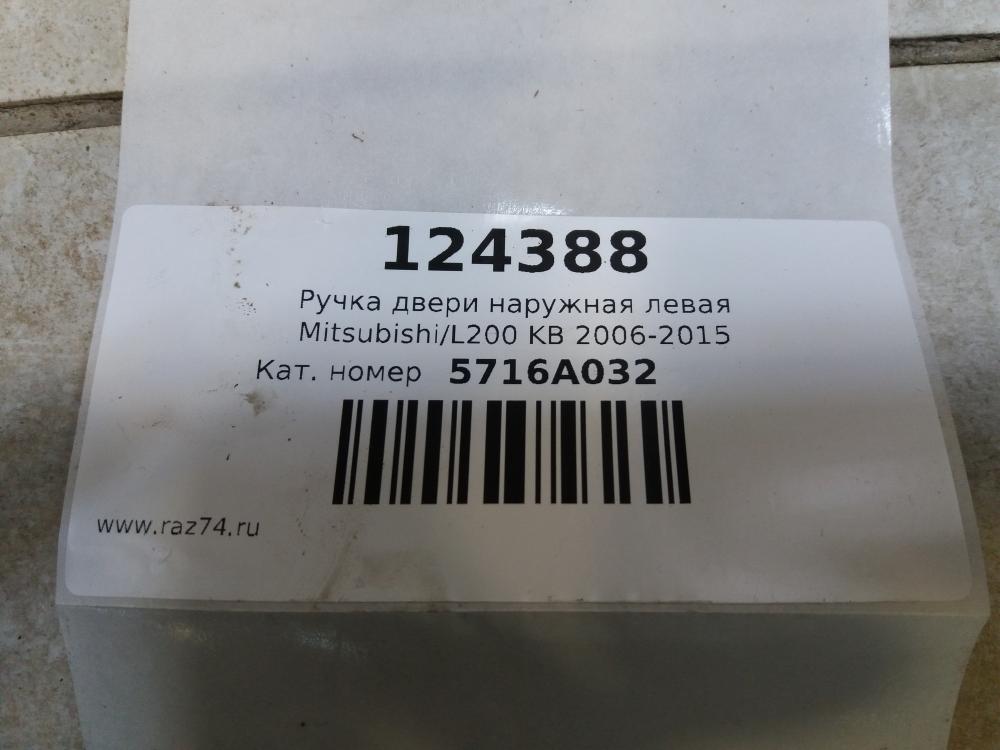 124388
Ручка двери наружная левая
Mitsubishi/L200 KB 2006-2015
Кат. номер 5716A032
www.raz74.ru